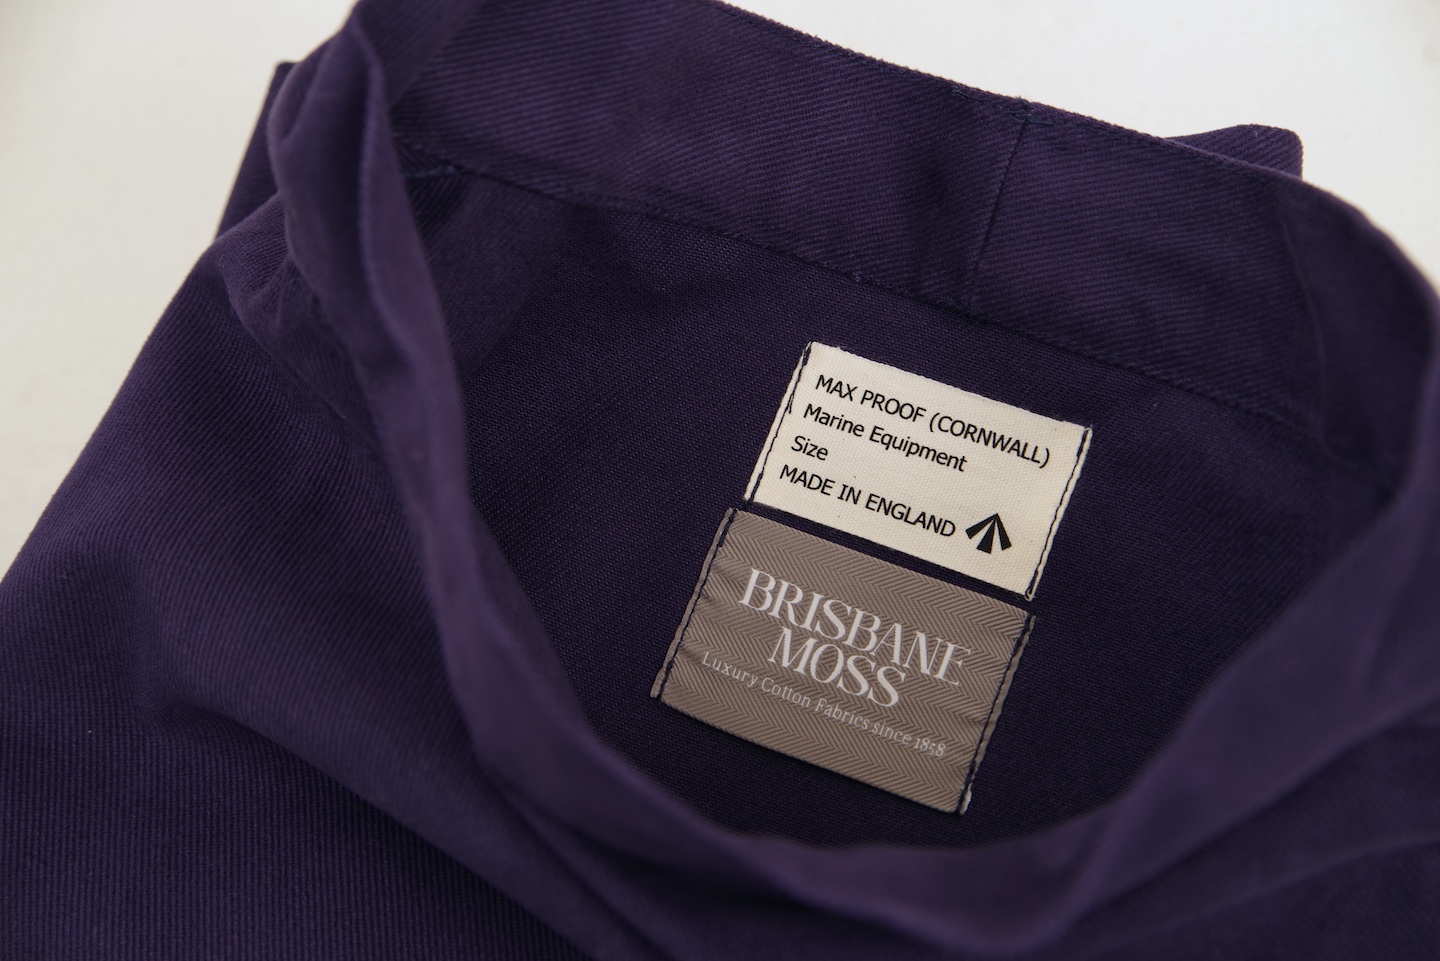 MAX PROOF (CORNWALL)
Marine Equipment
Size
MADE IN ENGLAND
BRISBANE
MOSS
Luxury Cotton Fabrics since 1858